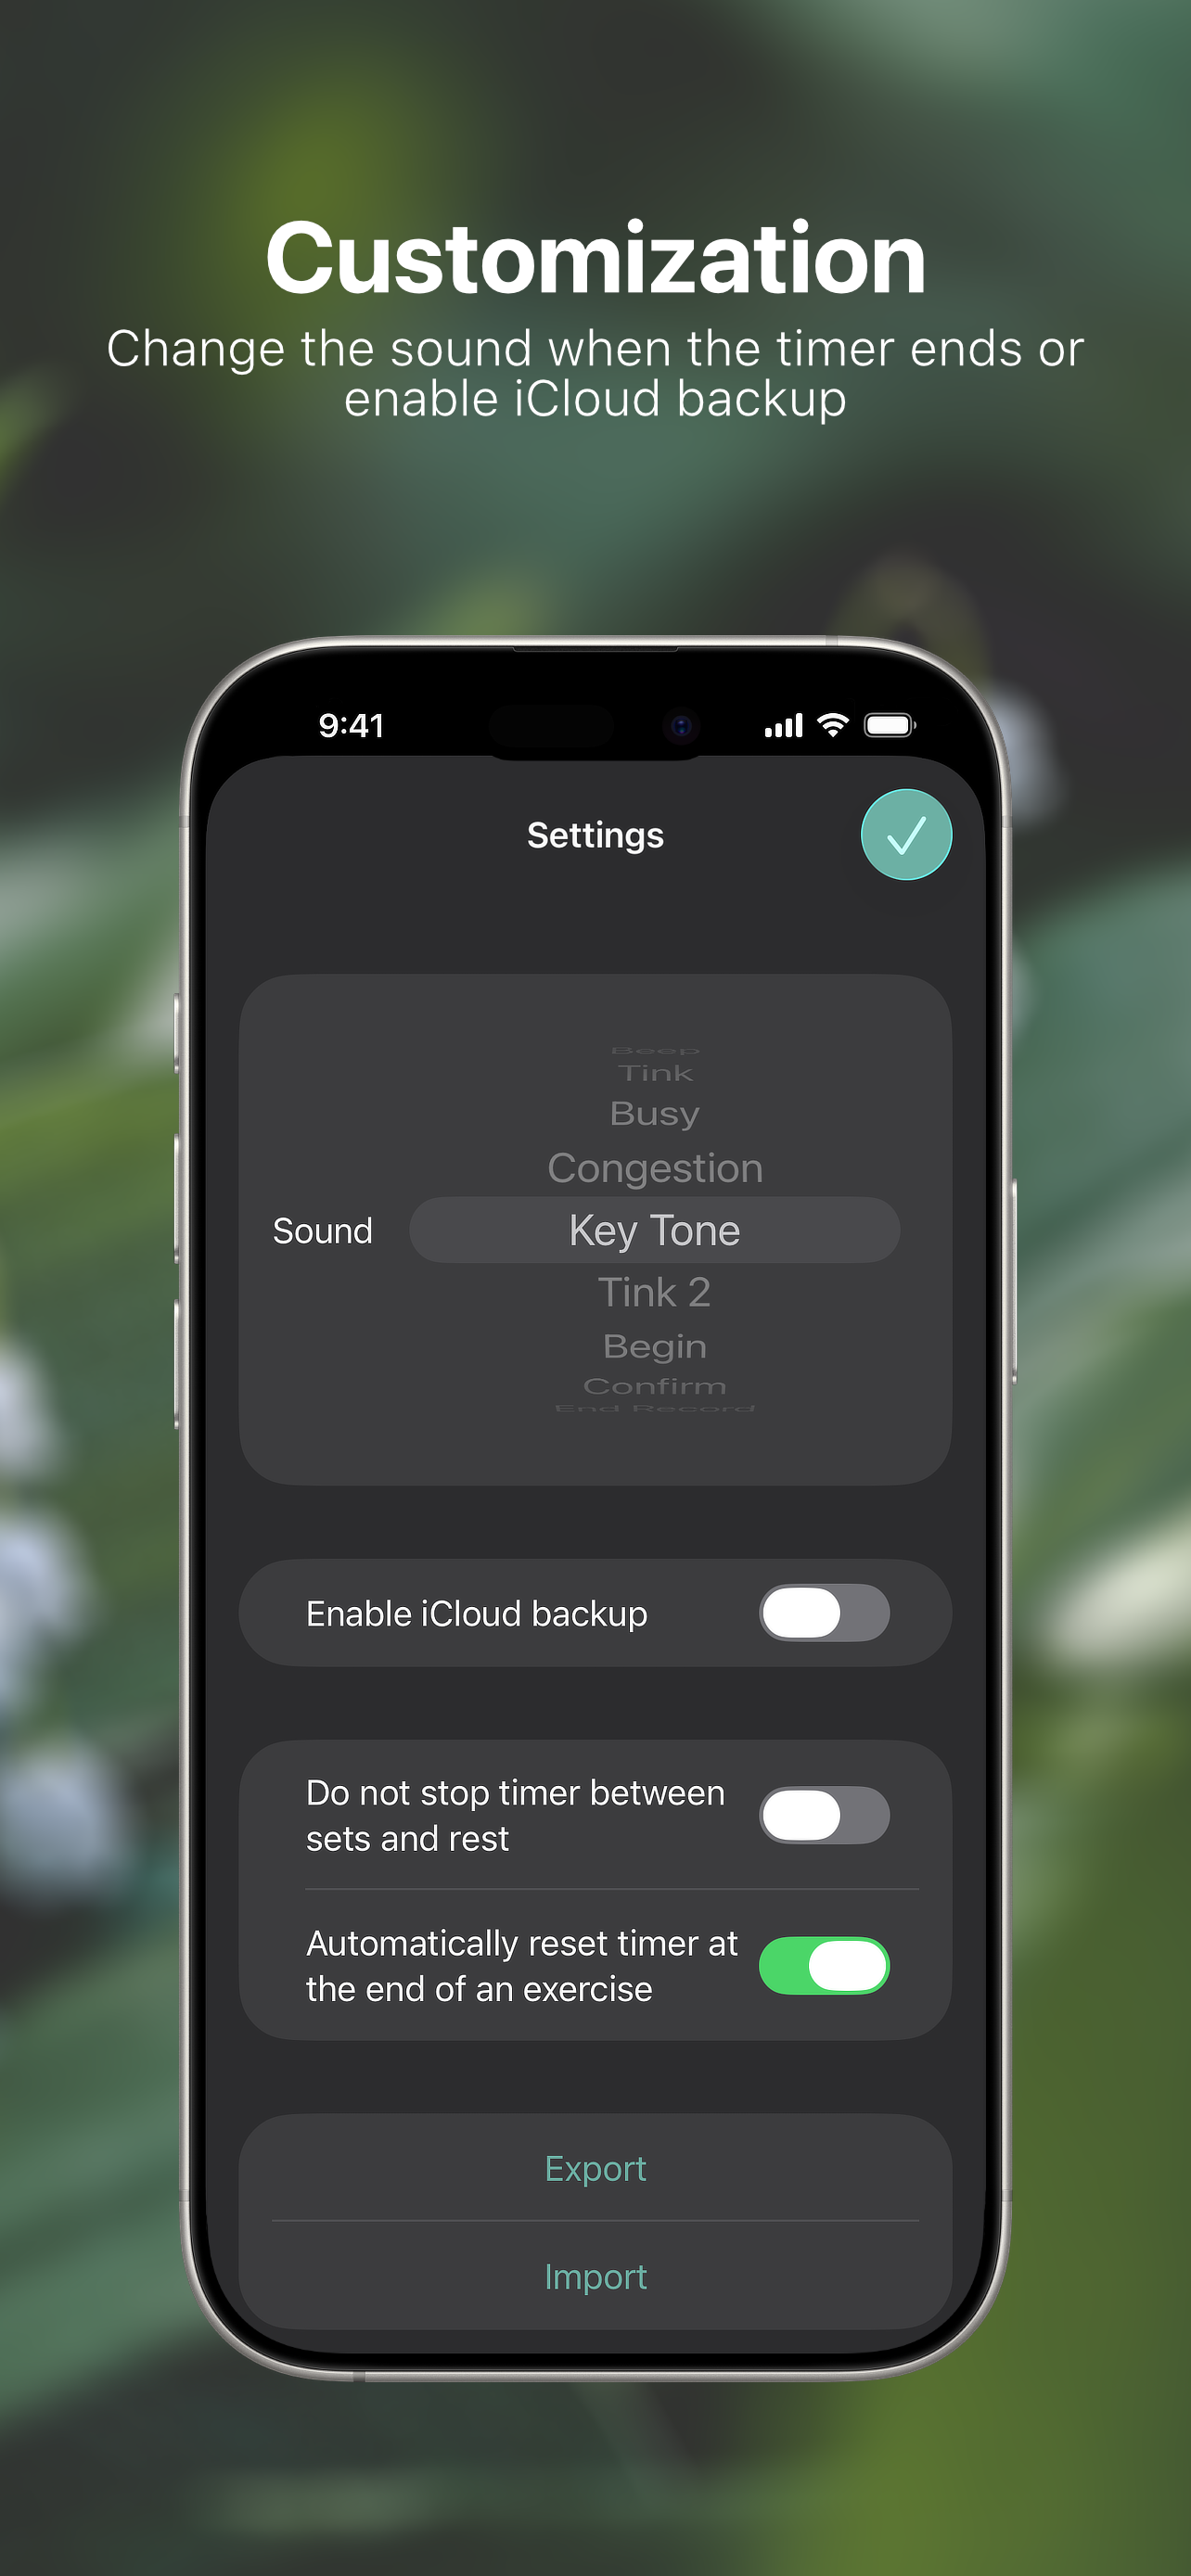 Customization
Change the sound when the timer ends or
enable iCloud backup
9:41
Settings
Beep
Tink
Busy
Congestion
Sound
Key Tone
Tink 2
Begin
Confirm
End Record
Enable iCloud backup
Do not stop timer between
sets and rest
Automatically reset timer at
the end of an exercise
Export
Import